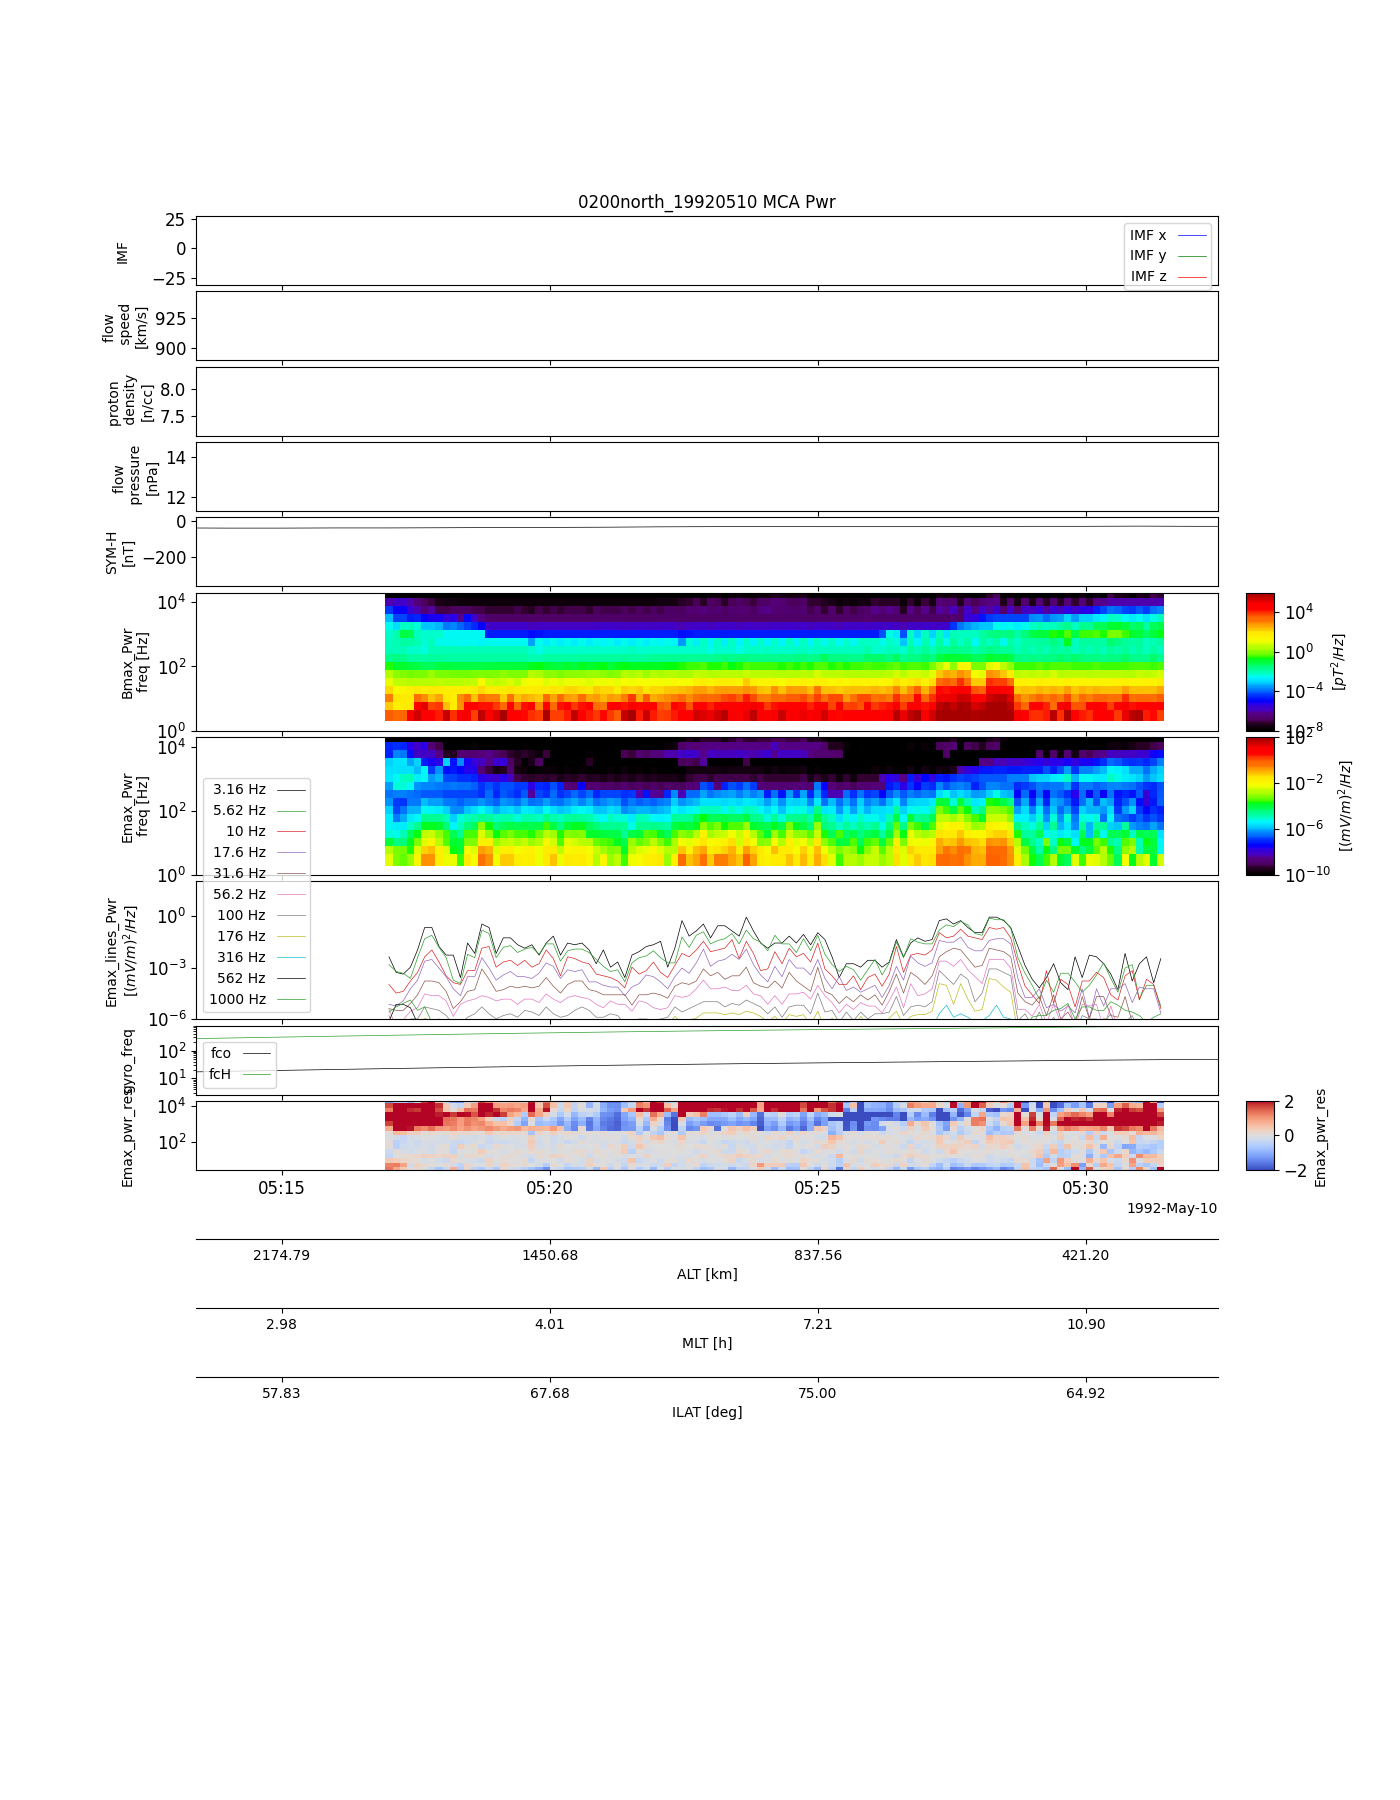 0200north_19920510 MCA Pwr
25
0
−25
IMF
IMF x
IMF y
IMF z
925
900
flow
speed
[km/s]
8.0
7.5
proton
density
[n/cc]
14
12
flow
pressure
[nPa]
0
−200
SYM-H
[nT]
10^4
10^2
10^0
Bmax_Pwr
freq [Hz]
10^4
10^0
10^-4
10^-8
[pT^2/Hz]
10^4
10^2
10^0
Emax_Pwr
freq [Hz]
10^2
10^-2
10^-6
10^-10
[(mV/m)^2/Hz]
3.16 Hz
5.62 Hz
10 Hz
17.6 Hz
31.6 Hz
56.2 Hz
100 Hz
176 Hz
316 Hz
562 Hz
1000 Hz
10^0
10^-3
10^-6
Emax_lines_Pwr
[(mV/m)^2/Hz]
10^2
10^1
gyro_freq
fco
fcH
10^4
10^2
Emax_pwr_res
2
0
−2
Emax_pwr_res
05:15 05:20 05:25 05:30
1992-May-10
2174.79 1450.68 837.56 421.20
ALT [km]
2.98 4.01 7.21 10.90
MLT [h]
57.83 67.68 75.00 64.92
ILAT [deg]